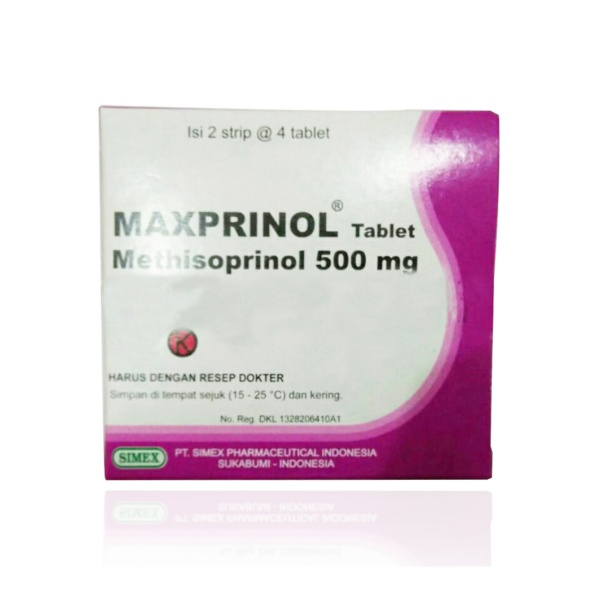 Isi 2 strip @ 4 tablet
MAXPRINOL® Tablet
Methisoprinol 500 mg
K
HARUS DENGAN RESEP DOKTER
Simpan di tempat sejuk (15 - 25 °C) dan kering.
No. Reg. DKL 1328206410A1
SIMEX
PT. SIMEX PHARMACEUTICAL INDONESIA
SUKABUMI - INDONESIA